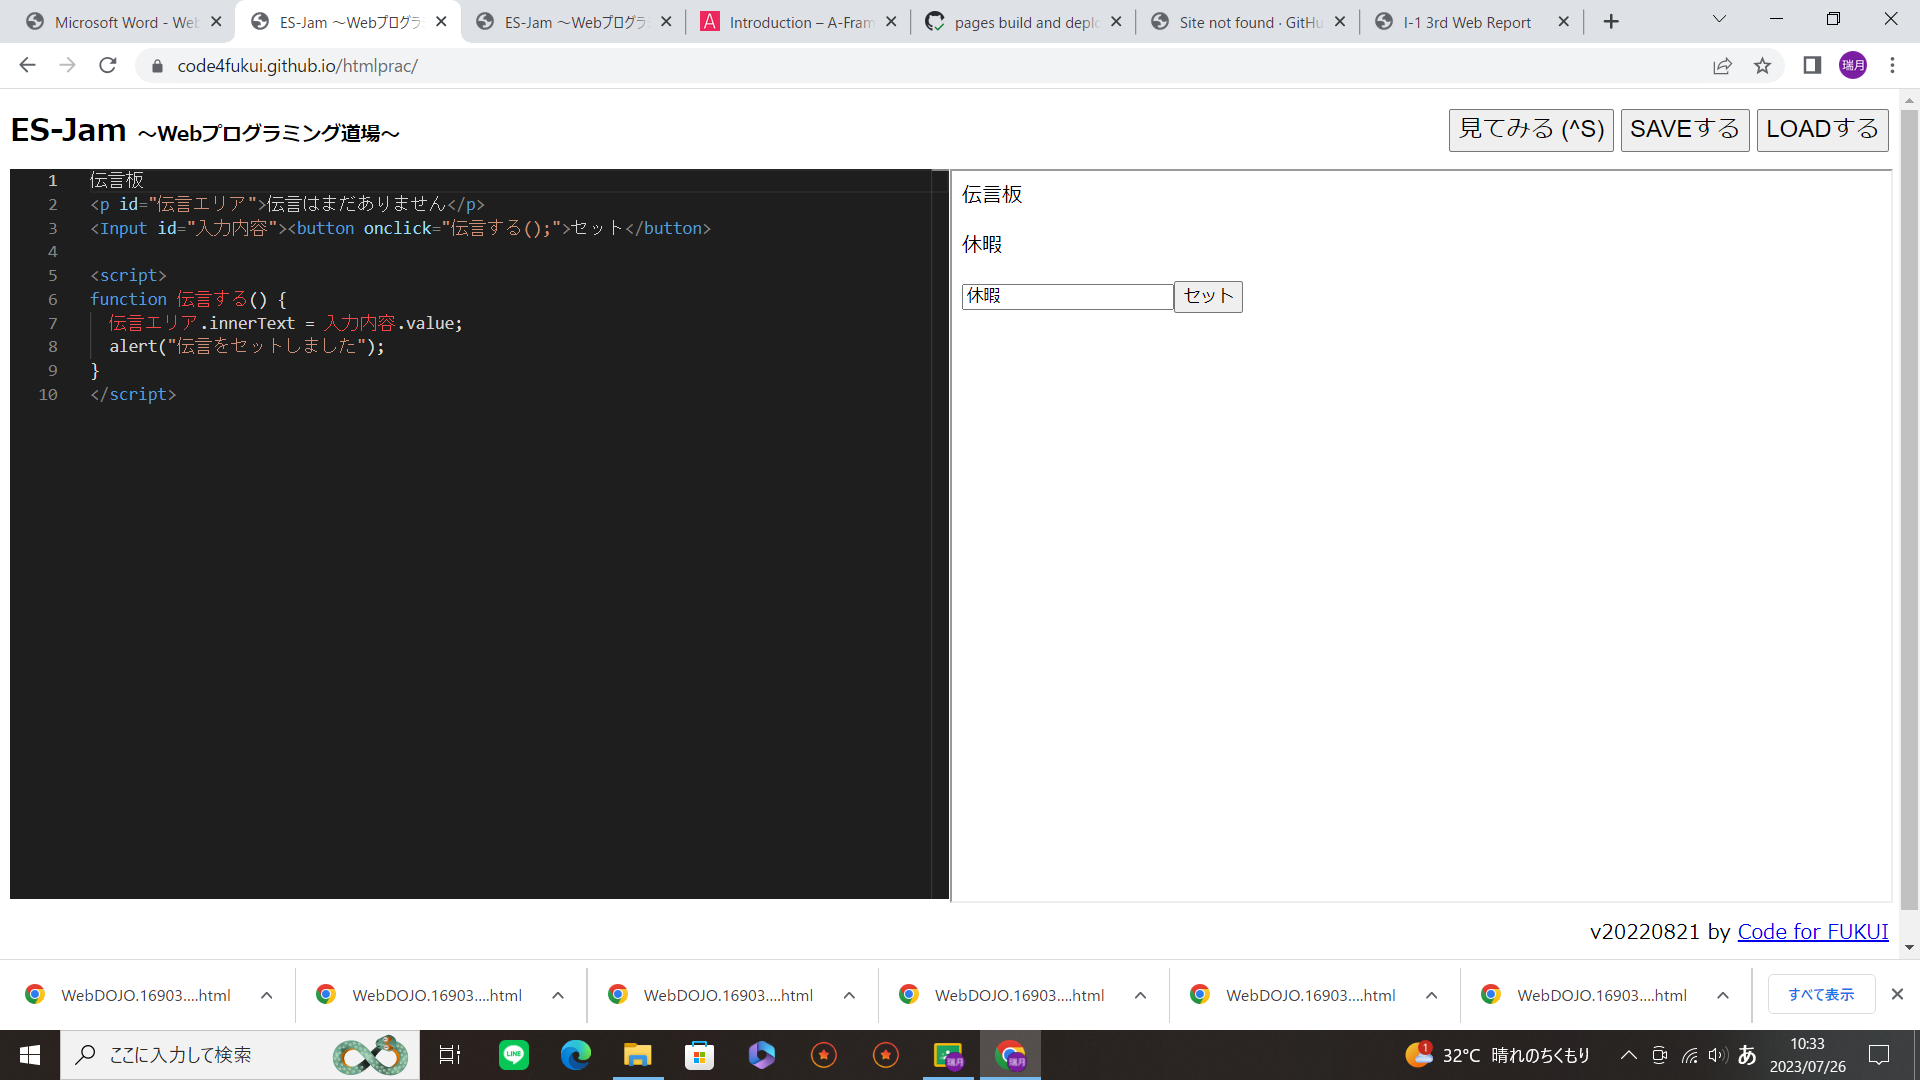 Microsoft Word - Web
ES-Jam ～Webプログラ
ES-Jam ～Webプログラ
Introduction – A-Fram
pages build and deplo
Site not found · GitHu
I-1 3rd Web Report
code4fukui.github.io/htmlprac/
瑞月
ES-Jam ～Webプログラミング道場～
見てみる (^S)
SAVEする
LOADする
1 伝言板
2 <p id="伝言エリア">伝言はまだありません</p>
3 <Input id="入力内容"><button onclick="伝言する();">セット</button>
4
5 <script>
6 function 伝言する() {
7 伝言エリア.innerText = 入力内容.value;
8 alert("伝言をセットしました");
9 }
10 </script>
伝言板
休暇
休暇 セット
v20220821 by Code for FUKUI
WebDOJO.16903....html
WebDOJO.16903....html
WebDOJO.16903....html
WebDOJO.16903....html
WebDOJO.16903....html
WebDOJO.16903....html
すべて表示
ここに入力して検索
LINE
瑞月
瑞月
1
32°C 晴れのちくもり
あ
10:33
2023/07/26